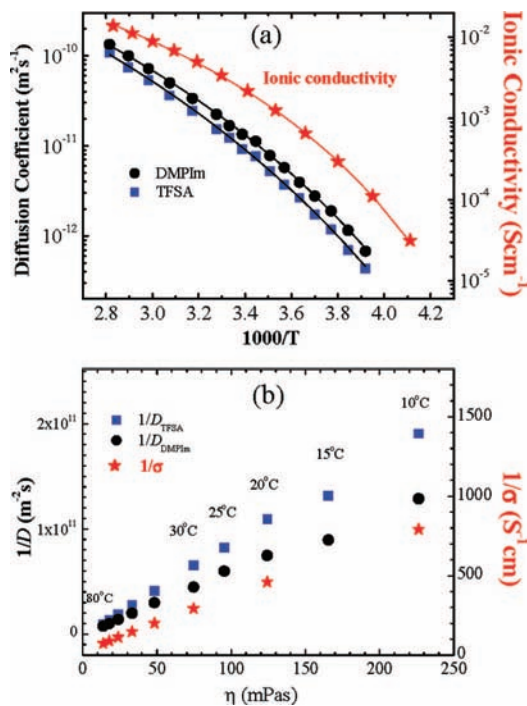 (a)
Ionic conductivity
DMPIm
TFSA
Diffusion Coefficient (m²s⁻¹)
10⁻¹⁰
10⁻¹¹
10⁻¹²
Ionic Conductivity (Scm⁻¹)
10⁻²
10⁻³
10⁻⁴
10⁻⁵
2.8 3.0 3.2 3.4 3.6 3.8 4.0 4.2
1000/T
(b)
1/D_TFSA
1/D_DMPIm
1/σ
80°C
30°C
25°C
20°C
15°C
10°C
1/D (m⁻²s)
2x10¹¹
1x10¹¹
0
1/σ (S⁻¹cm)
1500
1000
500
0
0 50 100 150 200 250
η (mPas)